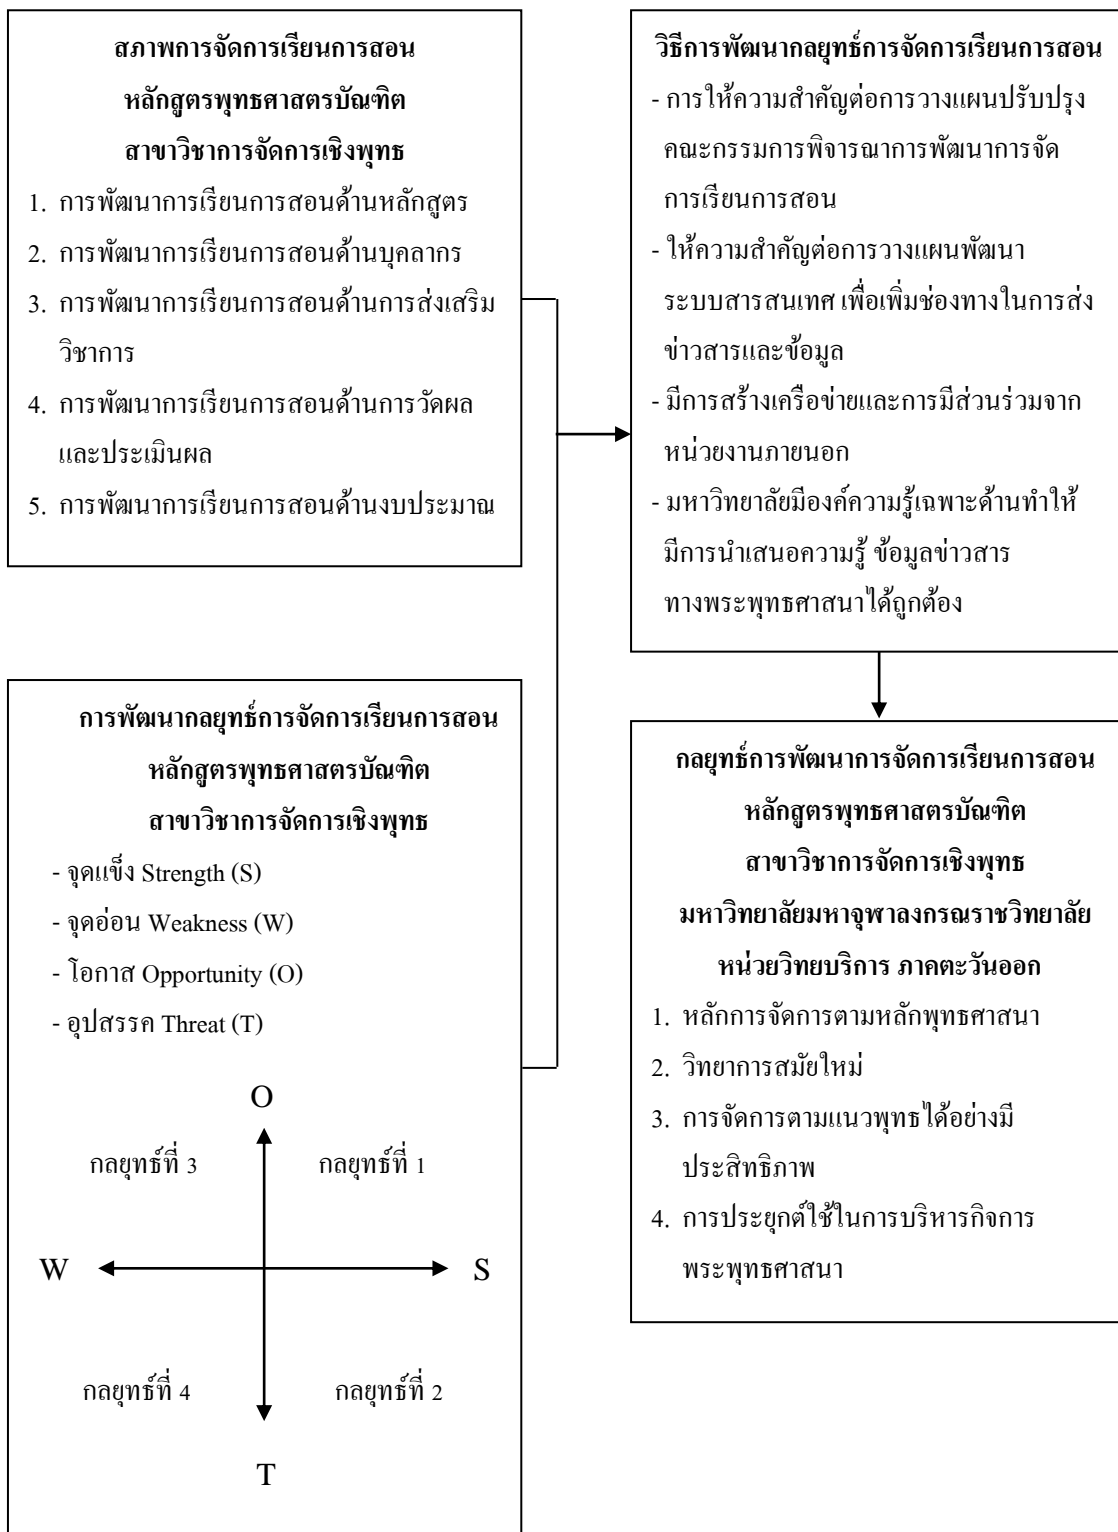 สภาพการจัดการเรียนการสอน
หลักสูตรพุทธศาสตรบัณฑิต
สาขาวิชาการจัดการเชิงพุทธ
1. การพัฒนาการเรียนการสอนด้านหลักสูตร
2. การพัฒนาการเรียนการสอนด้านบุคลากร
3. การพัฒนาการเรียนการสอนด้านการส่งเสริม
วิชาการ
4. การพัฒนาการเรียนการสอนด้านการวัดผล
และประเมินผล
5. การพัฒนาการเรียนการสอนด้านงบประมาณ
วิธีการพัฒนากลยุทธ์การจัดการเรียนการสอน
- การให้ความสำคัญต่อการวางแผนปรับปรุง
คณะกรรมการพิจารณาการพัฒนาการจัด
การเรียนการสอน
- ให้ความสำคัญต่อการวางแผนพัฒนา
ระบบสารสนเทศ เพื่อเพิ่มช่องทางในการส่ง
ข่าวสารและข้อมูล
- มีการสร้างเครือข่ายและการมีส่วนร่วมจาก
หน่วยงานภายนอก
- มหาวิทยาลัยมีองค์ความรู้เฉพาะด้านทำให้
มีการนำเสนอความรู้ ข้อมูลข่าวสาร
ทางพระพุทธศาสนาได้ถูกต้อง
การพัฒนากลยุทธ์การจัดการเรียนการสอน
หลักสูตรพุทธศาสตรบัณฑิต
สาขาวิชาการจัดการเชิงพุทธ
- จุดแข็ง Strength (S)
- จุดอ่อน Weakness (W)
- โอกาส Opportunity (O)
- อุปสรรค Threat (T)
O
กลยุทธ์ที่ 3 กลยุทธ์ที่ 1
W S
กลยุทธ์ที่ 4 กลยุทธ์ที่ 2
T
กลยุทธ์การพัฒนาการจัดการเรียนการสอน
หลักสูตรพุทธศาสตรบัณฑิต
สาขาวิชาการจัดการเชิงพุทธ
มหาวิทยาลัยมหาจุฬาลงกรณราชวิทยาลัย
หน่วยวิทยบริการ ภาคตะวันออก
1. หลักการจัดการตามหลักพุทธศาสนา
2. วิทยาการสมัยใหม่
3. การจัดการตามแนวพุทธได้อย่างมี
ประสิทธิภาพ
4. การประยุกต์ใช้ในการบริหารกิจการ
พระพุทธศาสนา